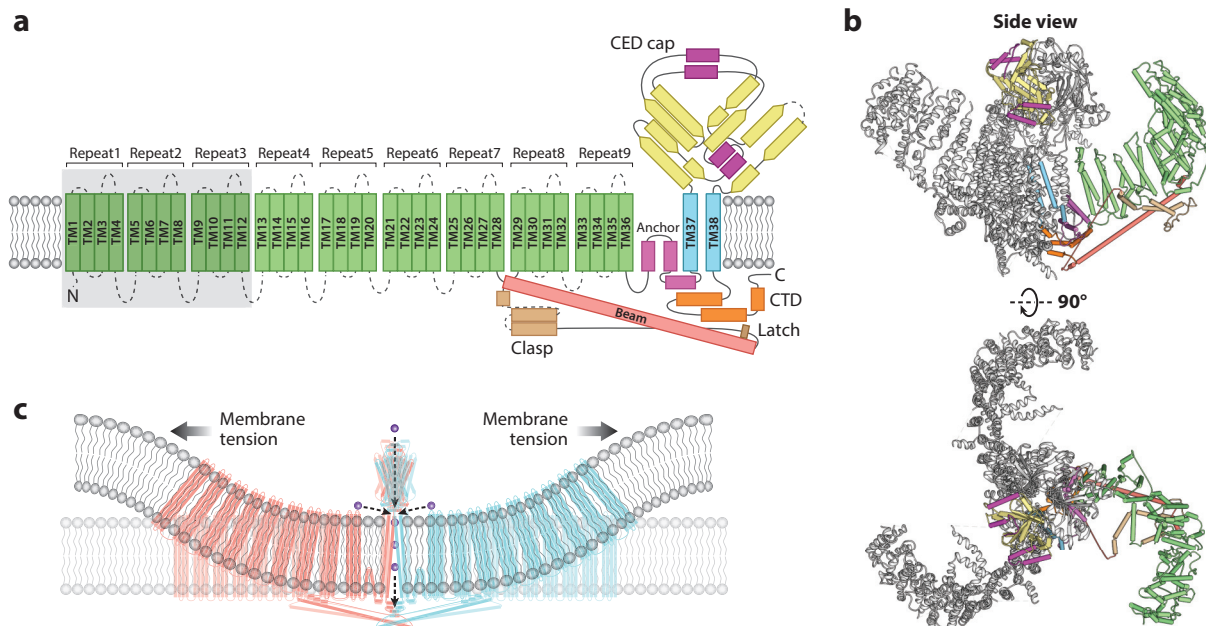 a
CED cap
Repeat1 Repeat2 Repeat3 Repeat4 Repeat5 Repeat6 Repeat7 Repeat8 Repeat9
TM1 TM2 TM3 TM4 TM5 TM6 TM7 TM8 TM9 TM10 TM11 TM12 TM13 TM14 TM15 TM16 TM17 TM18 TM19 TM20 TM21 TM22 TM23 TM24 TM25 TM26 TM27 TM28 TM29 TM30 TM31 TM32 TM33 TM34 TM35 TM36 Anchor TM37 TM38
N
C
CTD
Beam
Latch
Clasp
b
Side view
90°
c
Membrane
tension
Membrane
tension